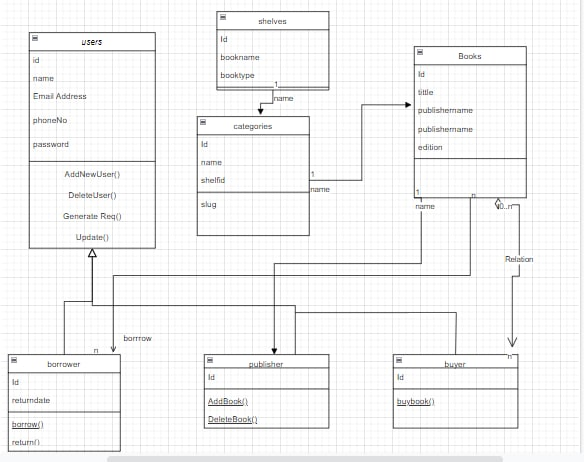 users
id
name
Email Address
phoneNo
password
AddNewUser()
DeleteUser()
Generate Req()
Update()
shelves
Id
bookname
booktype
1
name
categories
Id
name
shelfid
slug
1
name
Books
Id
tittle
publishername
publishername
edition
1
name
n
0..n
Relation
n
n
borrrow
borrower
Id
returndate
borrow()
return()
publisher
Id
AddBook()
DeleteBook()
buyer
Id
buybook()